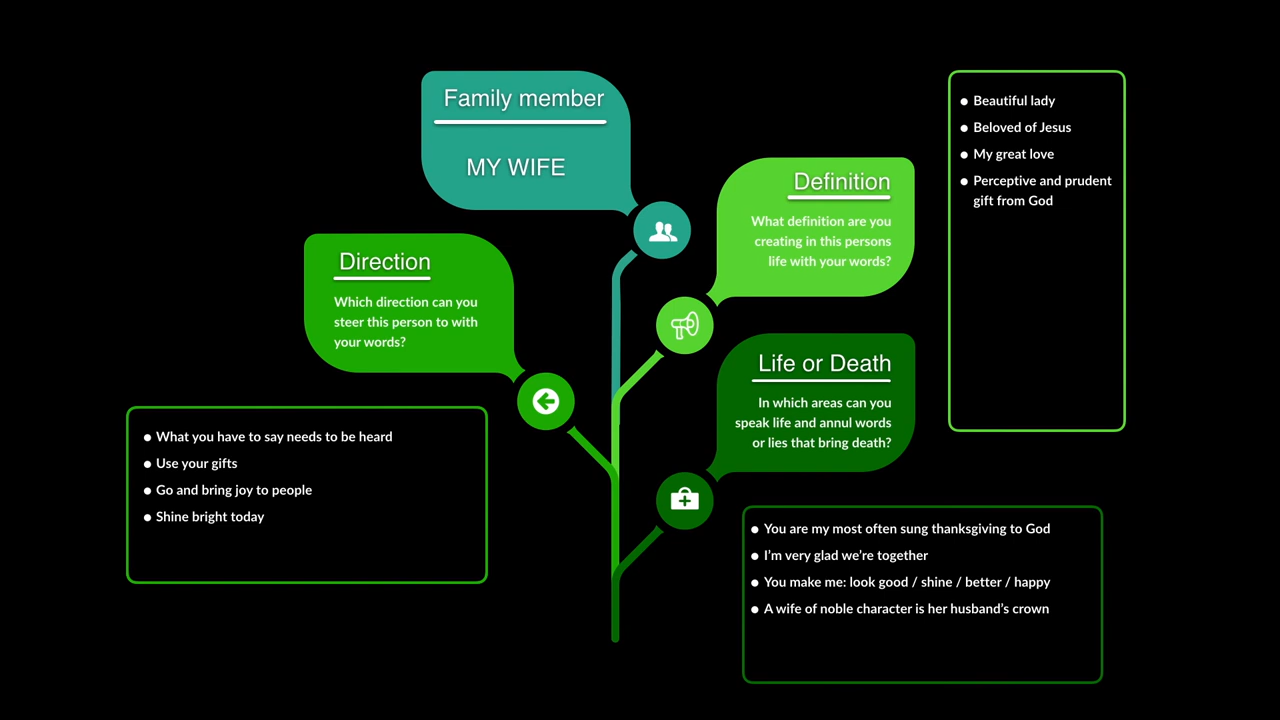 Family member
MY WIFE
Definition
What definition are you
creating in this persons
life with your words?
● Beautiful lady
● Beloved of Jesus
● My great love
● Perceptive and prudent
gift from God
Direction
Which direction can you
steer this person to with
your words?
● What you have to say needs to be heard
● Use your gifts
● Go and bring joy to people
● Shine bright today
Life or Death
In which areas can you
speak life and annul words
or lies that bring death?
● You are my most often sung thanksgiving to God
● I'm very glad we're together
● You make me: look good / shine / better / happy
● A wife of noble character is her husband's crown